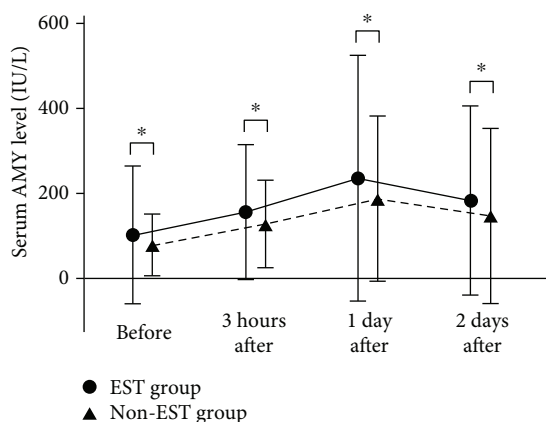 Serum AMY level (IU/L)
600
400
200
0
*
*
*
*
Before
3 hours
after
1 day
after
2 days
after
EST group
Non-EST group